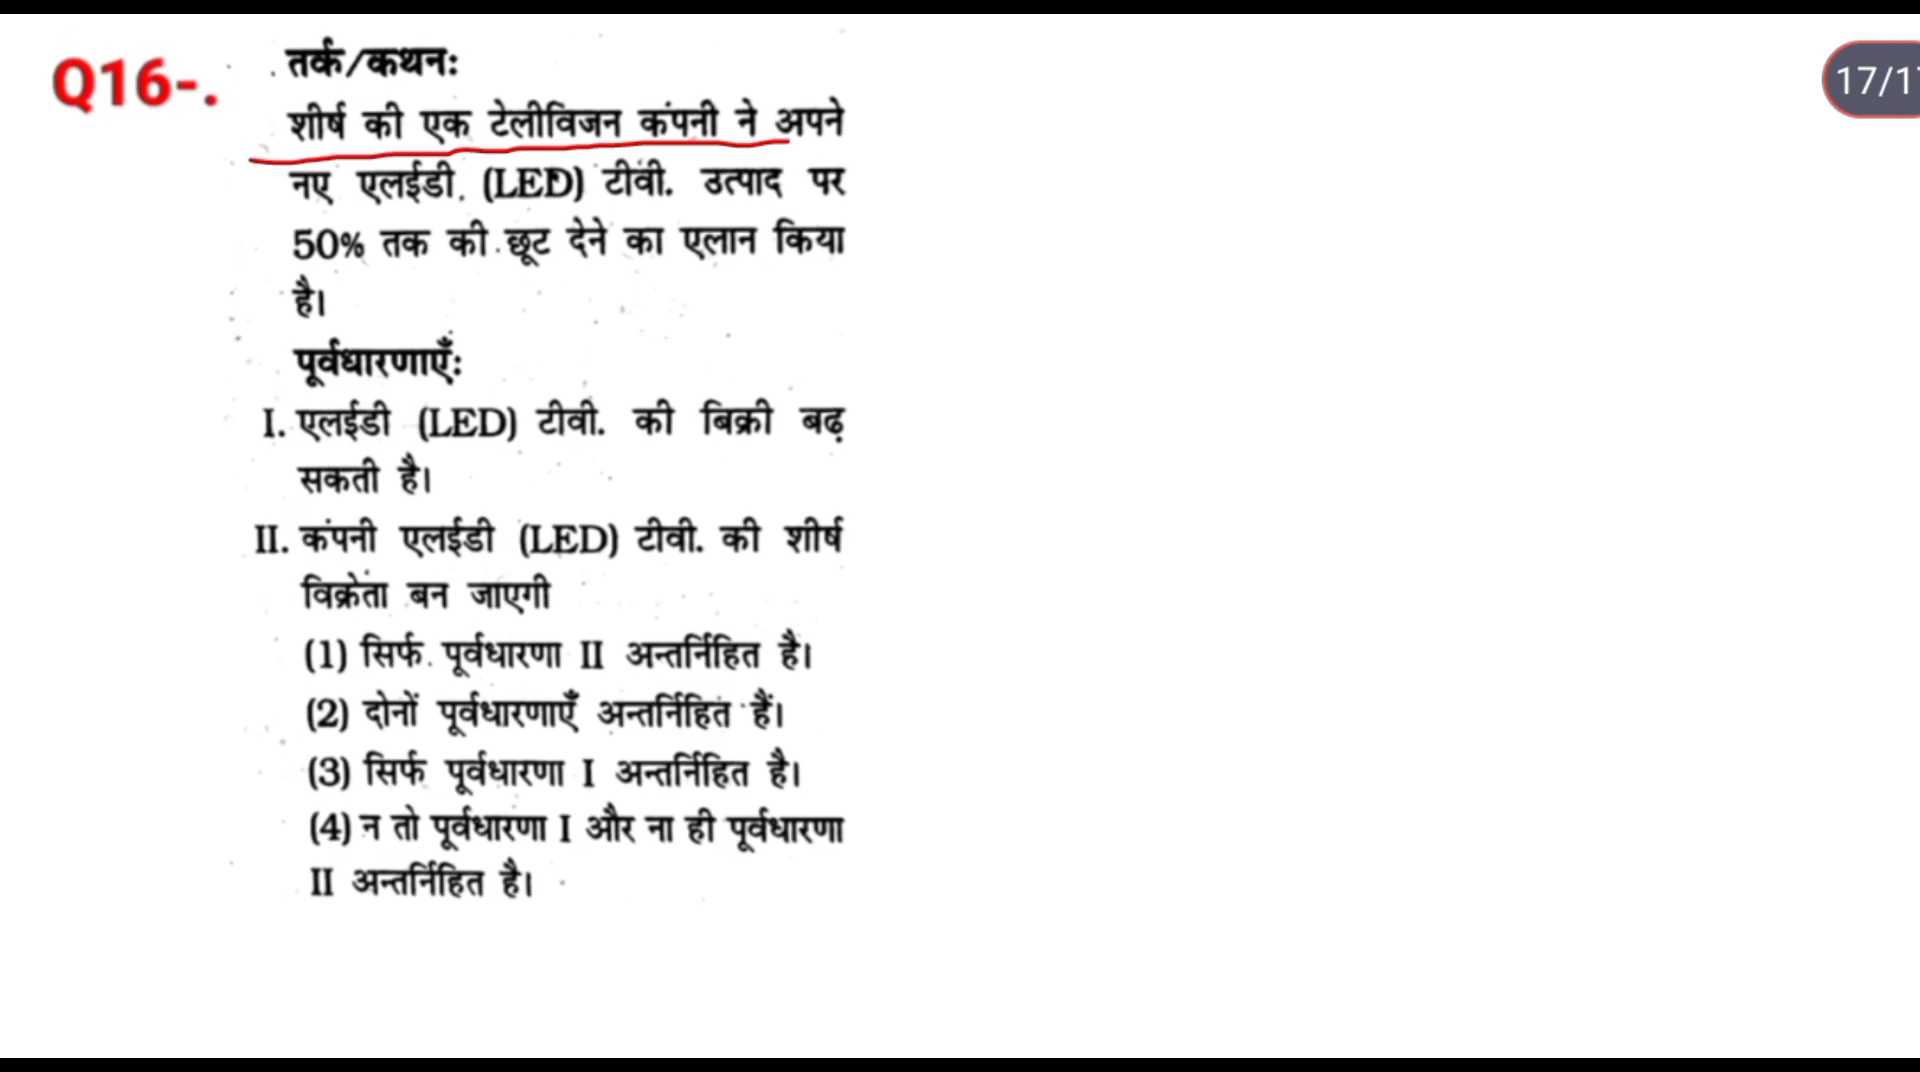 Q16-.
तर्क/कथन:
शीर्ष की एक टेलीविजन कंपनी ने अपने
नए एलईडी (LED) टीवी. उत्पाद पर
50% तक की छूट देने का एलान किया
है।
पूर्वधारणाएँ:
I. एलईडी (LED) टीवी. की बिक्री बढ़
सकती है।
II. कंपनी एलईडी (LED) टीवी. की शीर्ष
विक्रेता बन जाएगी
(1) सिर्फ पूर्वधारणा II अन्तर्निहित है।
(2) दोनों पूर्वधारणाएँ अन्तर्निहित हैं।
(3) सिर्फ पूर्वधारणा I अन्तर्निहित है।
(4) न तो पूर्वधारणा I और ना ही पूर्वधारणा
II अन्तर्निहित है।
17/1